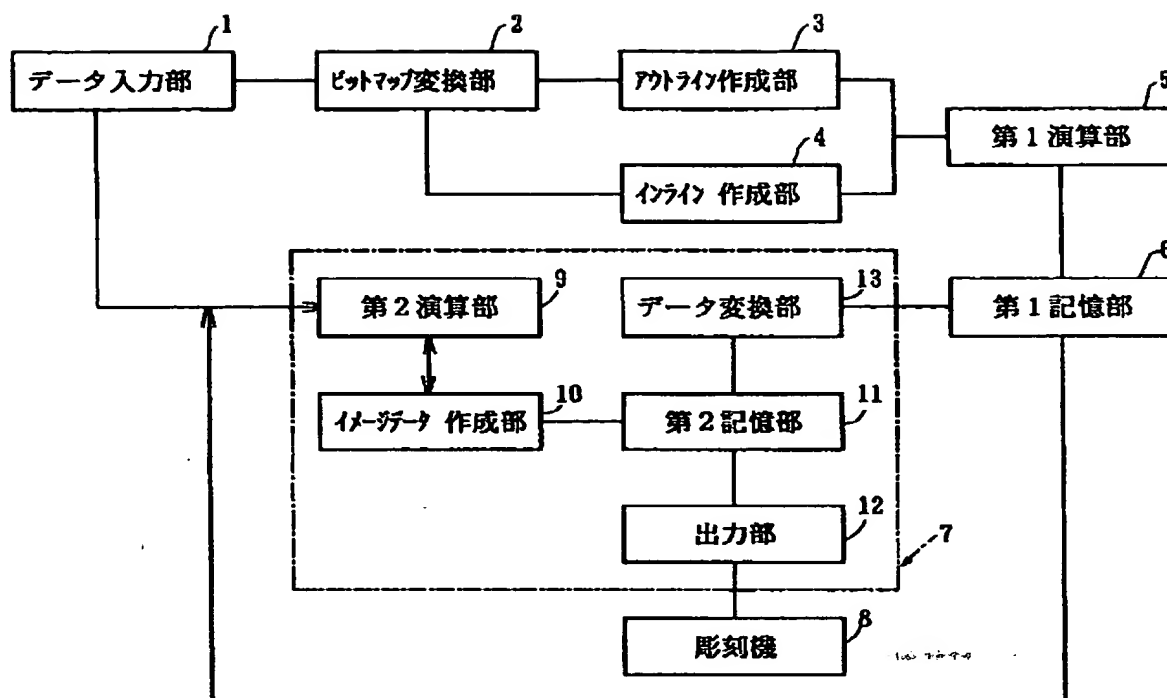 1
データ入力部
2
ビットマップ変換部
3
アウトライン作成部
4
インライン 作成部
5
第1演算部
6
第1記憶部
9
第2演算部
13
データ変換部
10
イメージデータ 作成部
11
第2記憶部
12
出力部
7
8
彫刻機